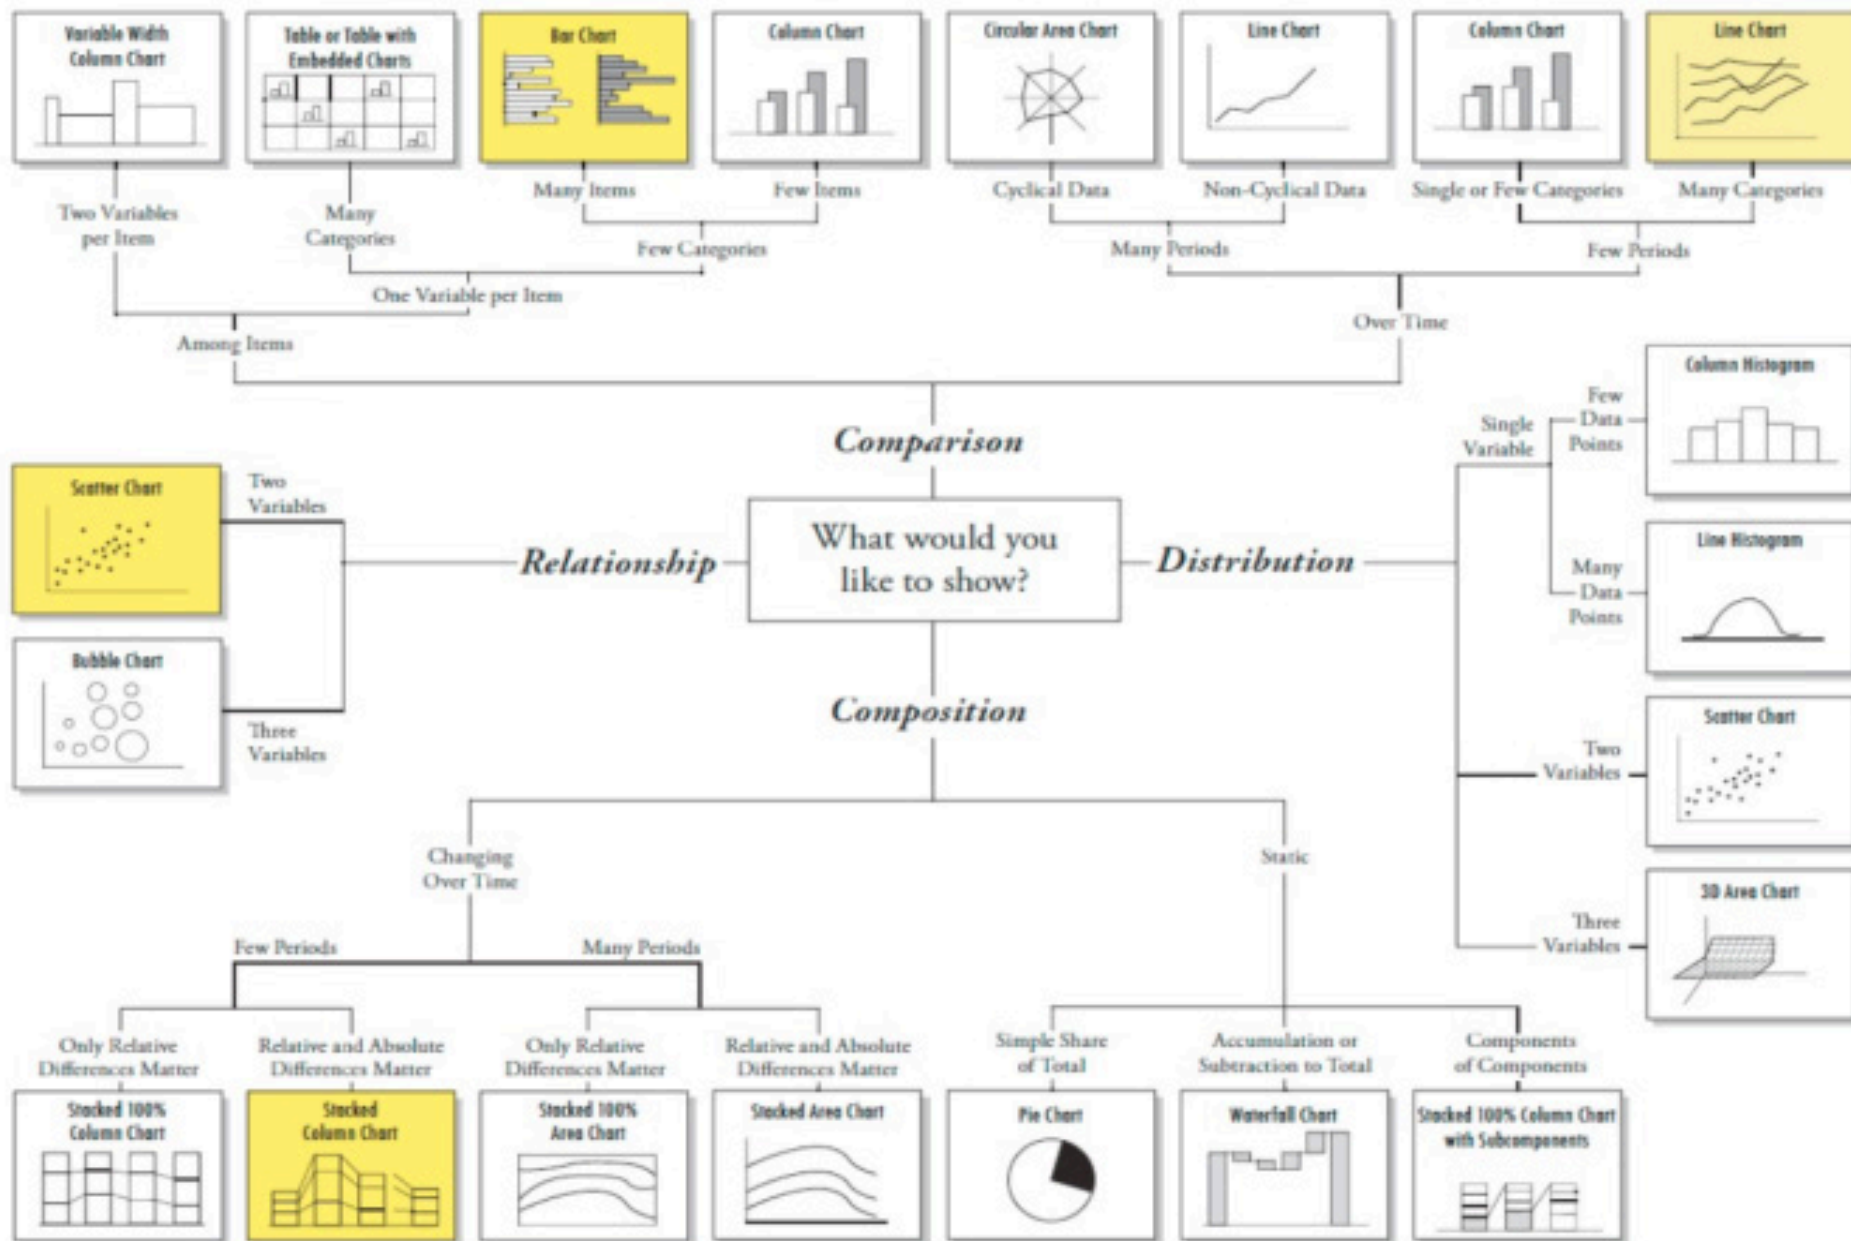 Variable Width
Column Chart
Table or Table with
Embedded Charts
Bar Chart
Column Chart
Circular Area Chart
Line Chart
Column Chart
Line Chart
Two Variables
per Item
Many
Categories
Many Items
Few Items
Cyclical Data
Non-Cyclical Data
Single or Few Categories
Many Categories
Few Categories
Many Periods
Few Periods
One Variable per Item
Among Items
Over Time
Comparison
What would you
like to show?
Relationship
Two
Variables
Scatter Chart
Three
Variables
Bubble Chart
Distribution
Single
Variable
Few
Data
Points
Column Histogram
Many
Data
Points
Line Histogram
Two
Variables
Scatter Chart
Three
Variables
3D Area Chart
Composition
Changing
Over Time
Static
Few Periods
Many Periods
Only Relative
Differences Matter
Relative and Absolute
Differences Matter
Only Relative
Differences Matter
Relative and Absolute
Differences Matter
Simple Share
of Total
Accumulation or
Subtraction to Total
Components
of Components
Stacked 100%
Column Chart
Stacked
Column Chart
Stacked 100%
Area Chart
Stacked Area Chart
Pie Chart
Waterfall Chart
Stacked 100% Column Chart
with Subcomponents